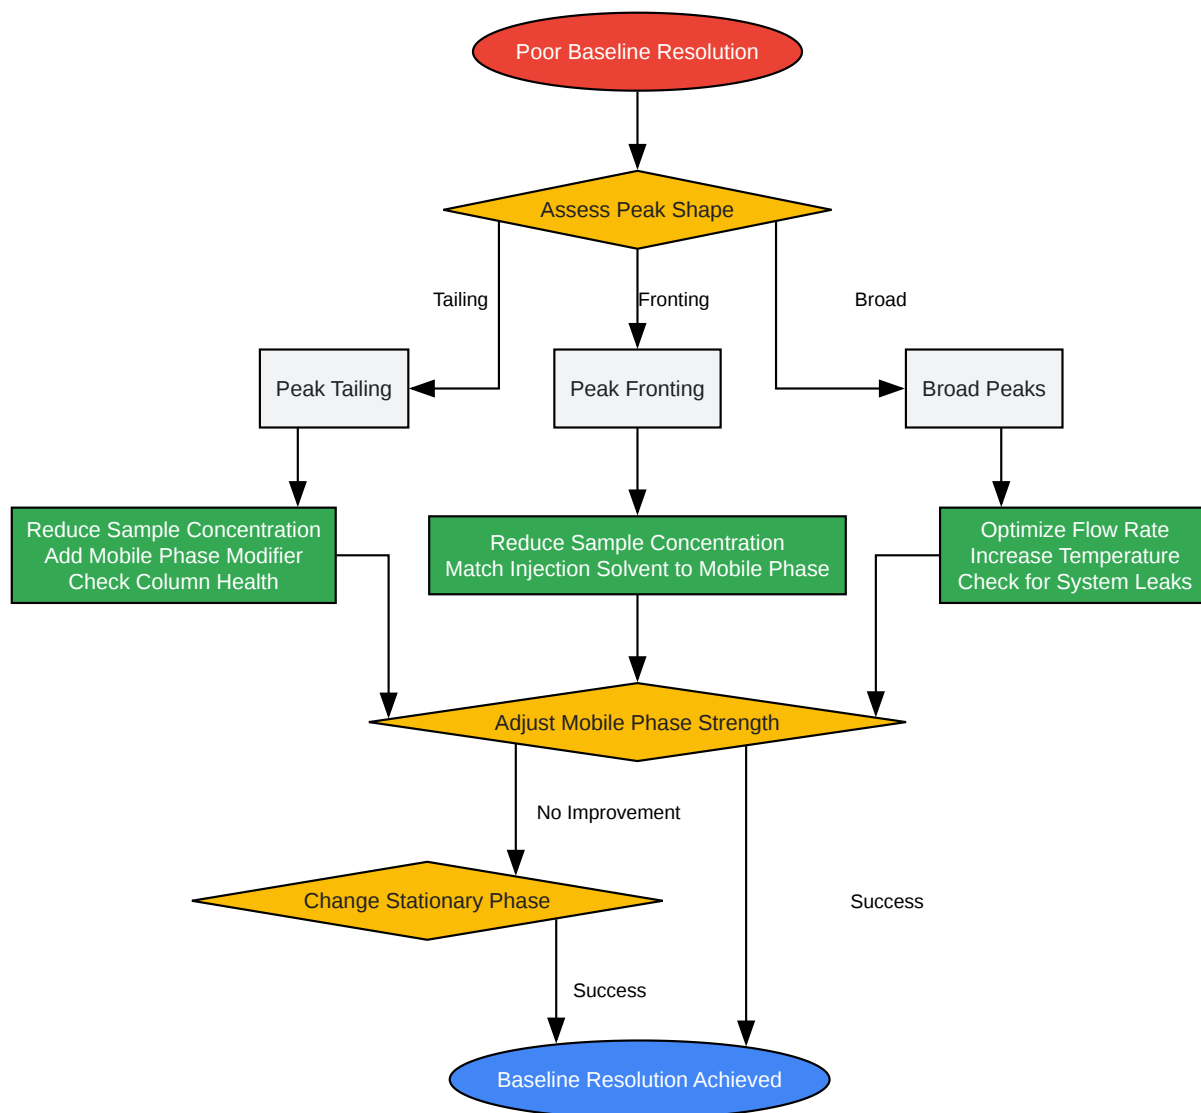 Poor Baseline Resolution
Assess Peak Shape
Tailing
Fronting
Broad
Peak Tailing
Peak Fronting
Broad Peaks
Reduce Sample Concentration
Add Mobile Phase Modifier
Check Column Health
Reduce Sample Concentration
Match Injection Solvent to Mobile Phase
Optimize Flow Rate
Increase Temperature
Check for System Leaks
Adjust Mobile Phase Strength
No Improvement
Change Stationary Phase
Success
Success
Baseline Resolution Achieved